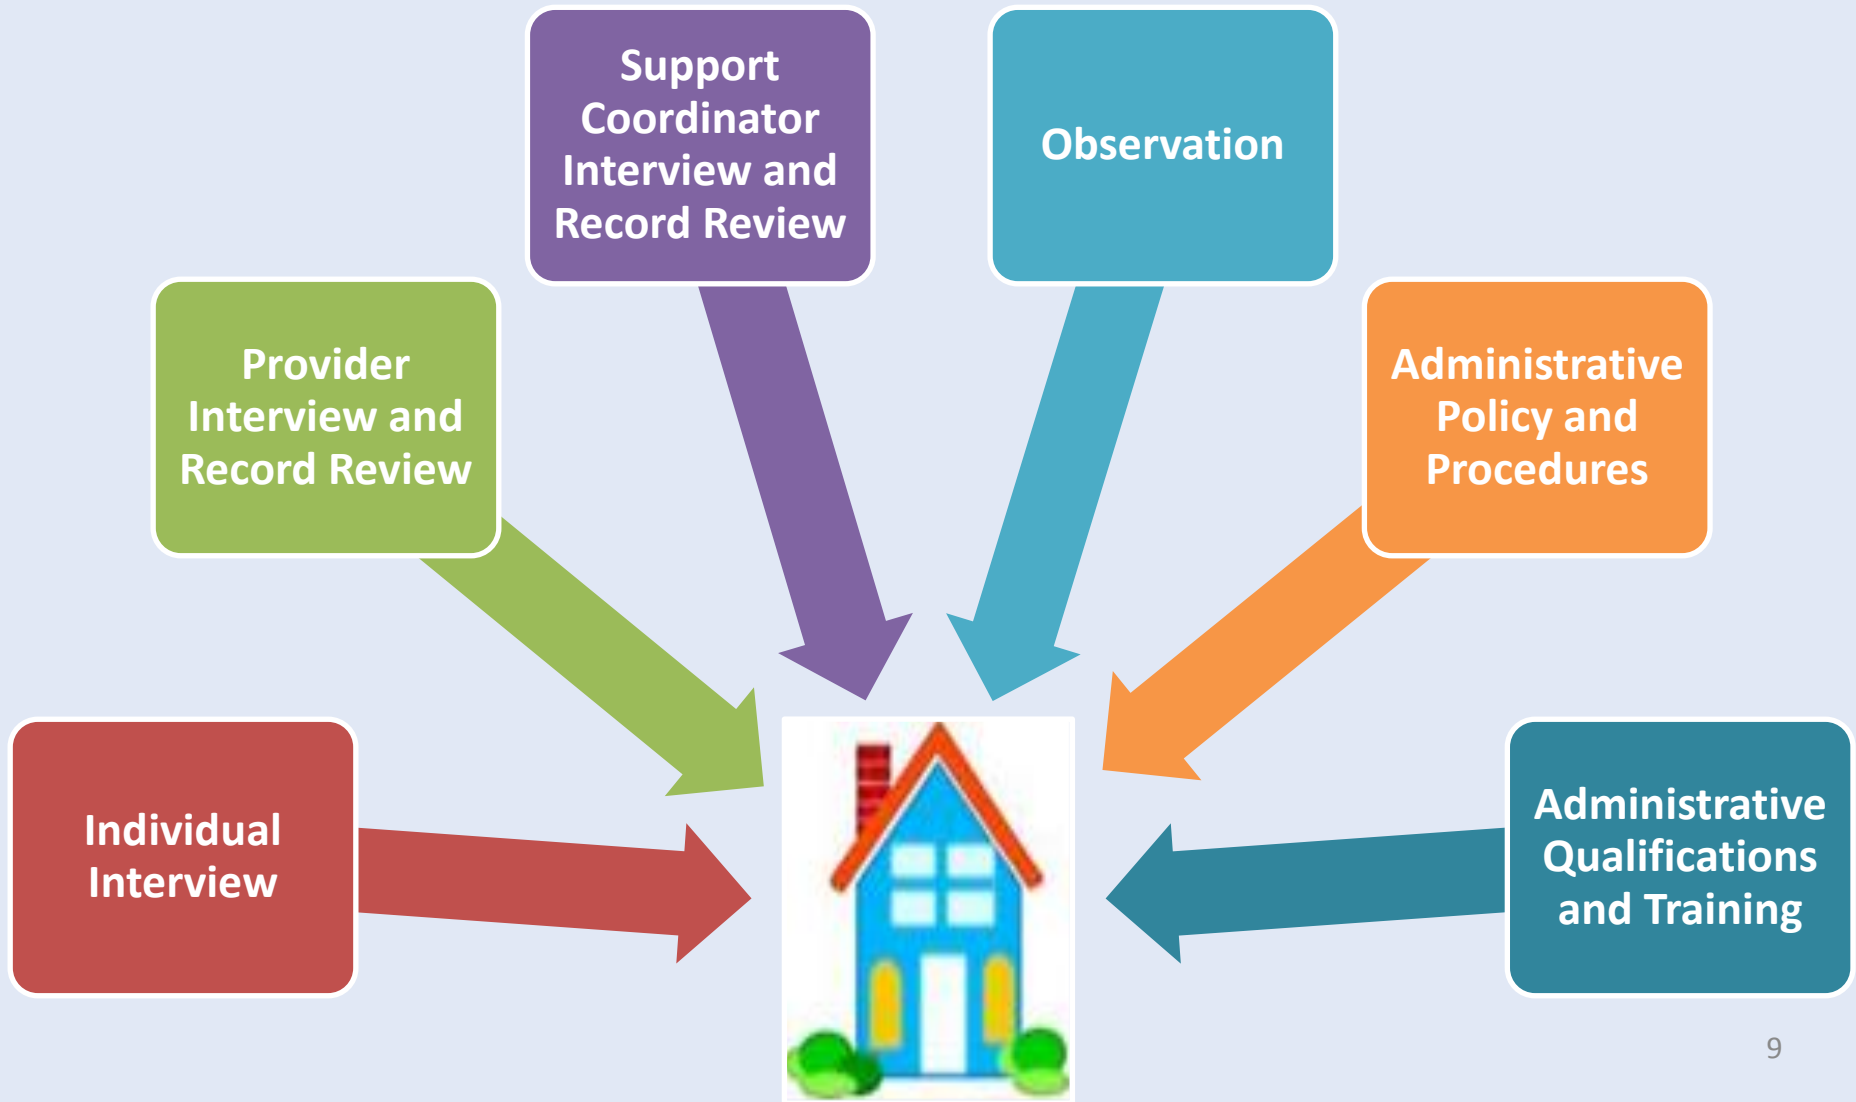 Support
Coordinator
Interview and
Record Review
Observation
Provider
Interview and
Record Review
Administrative
Policy and
Procedures
Individual
Interview
Administrative
Qualifications
and Training
9